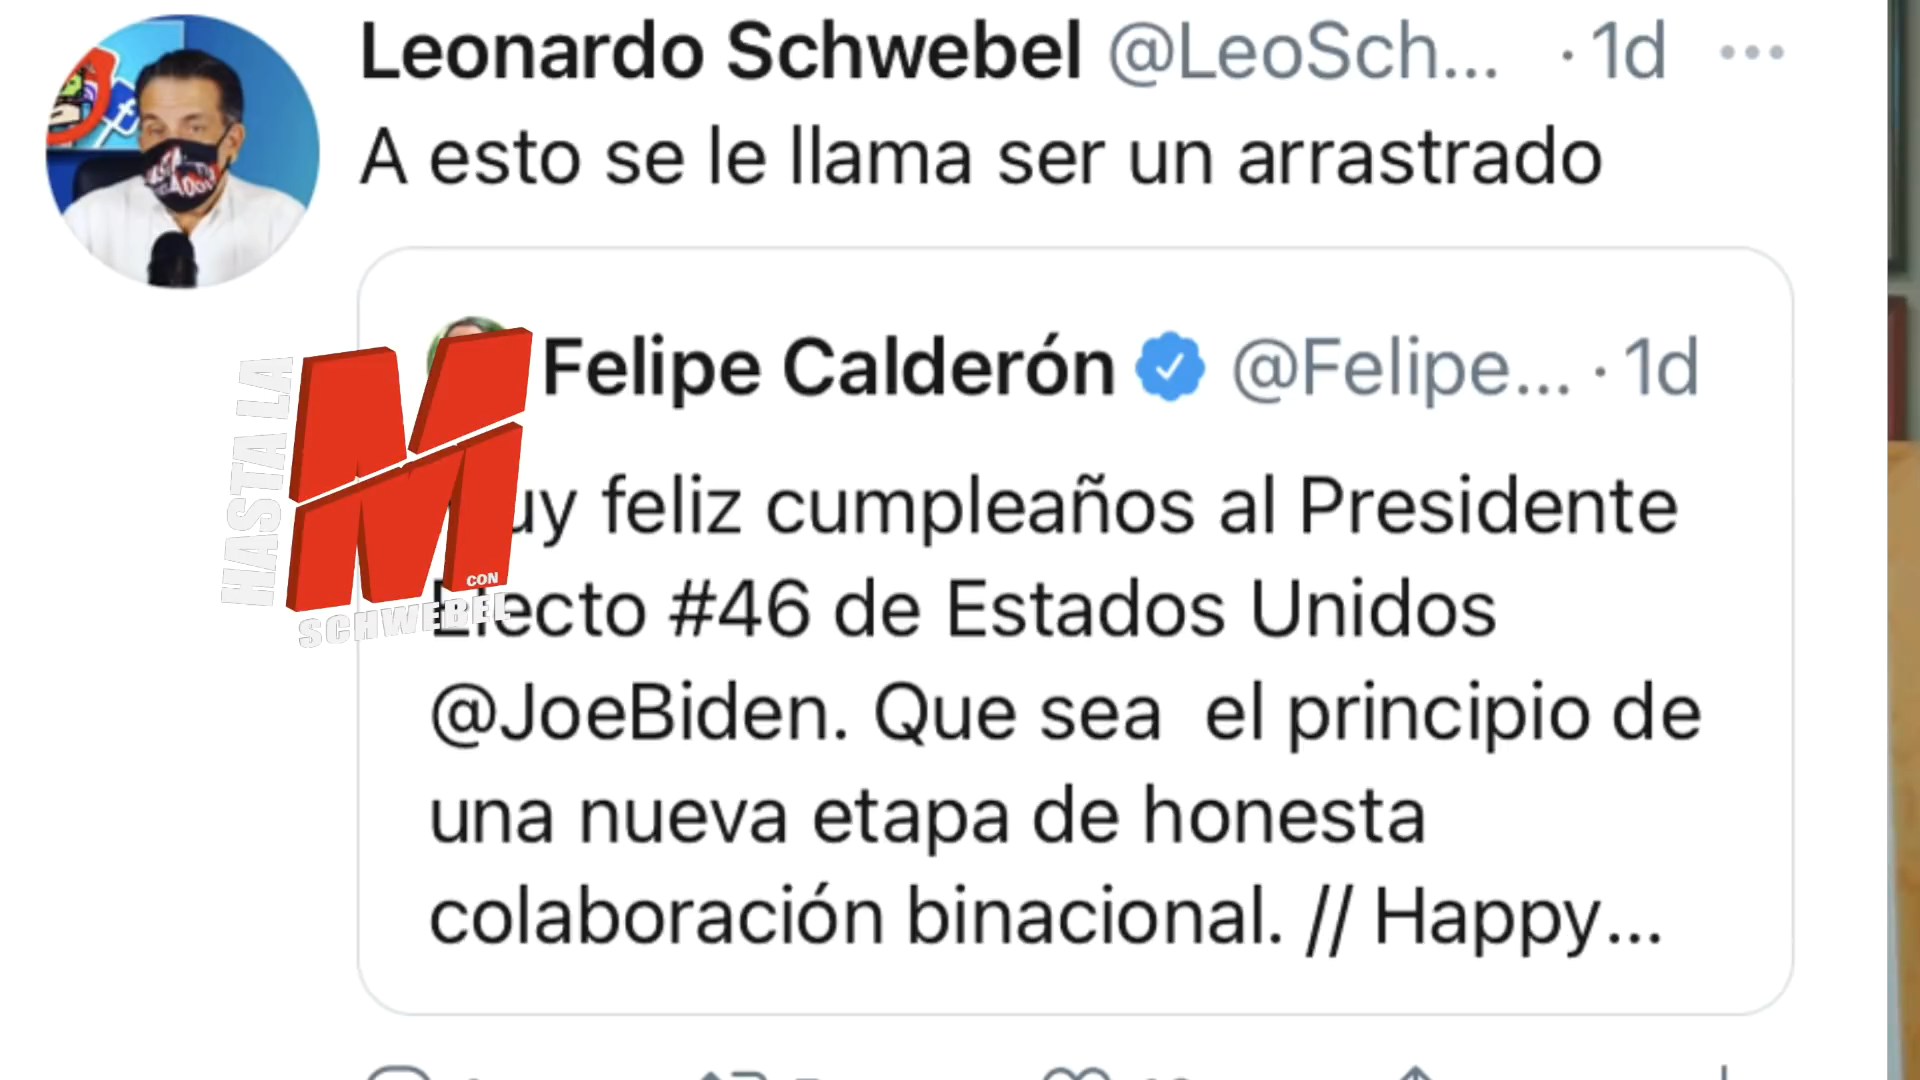 Leonardo Schwebel @LeoSch... · 1d
A esto se le llama ser un arrastrado
Felipe Calderón @Felipe... · 1d
uy feliz cumpleaños al Presidente
Electo #46 de Estados Unidos
@JoeBiden. Que sea el principio de
una nueva etapa de honesta
colaboración binacional. // Happy...
HASTA LA
M
CON
SCHWEBEL